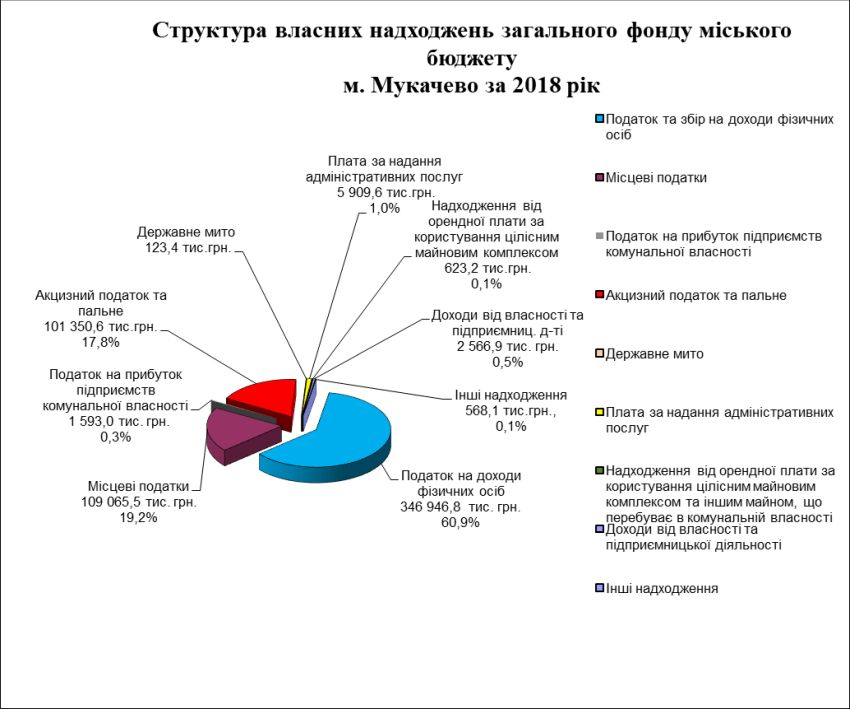 Структура власних надходжень загального фонду міського
бюджету
м. Мукачево за 2018 рік
Плата за надання
адміністративних послуг
5 909,6 тис.грн.
1,0%
Надходження від
орендної плати за
користування цілісним
майновим комплексом
623,2 тис.грн.
0,1%
Державне мито
123,4 тис.грн.
Акцизний податок та
пальне
101 350,6 тис.грн.
17,8%
Доходи від власності та
підприємниц. д-ті
2 566,9 тис. грн.
0,5%
Податок на прибуток
підприємств
комунальної власності
1 593,0 тис. грн.
0,3%
Інші надходження
568,1 тис.грн.,
0,1%
Місцеві податки
109 065,5 тис. грн.
19,2%
Податок на доходи
фізичних осіб
346 946,8 тис. грн.
60,9%
Податок та збір на доходи фізичних
осіб
Місцеві податки
Податок на прибуток підприємств
комунальної власності
Акцизний податок та пальне
Державне мито
Плата за надання адміністративних
послуг
Надходження від орендної плати за
користування цілісним майновим
комплексом та іншим майном, що
перебуває в комунальній власності
Доходи від власності та
підприємницької діяльності
Інші надходження